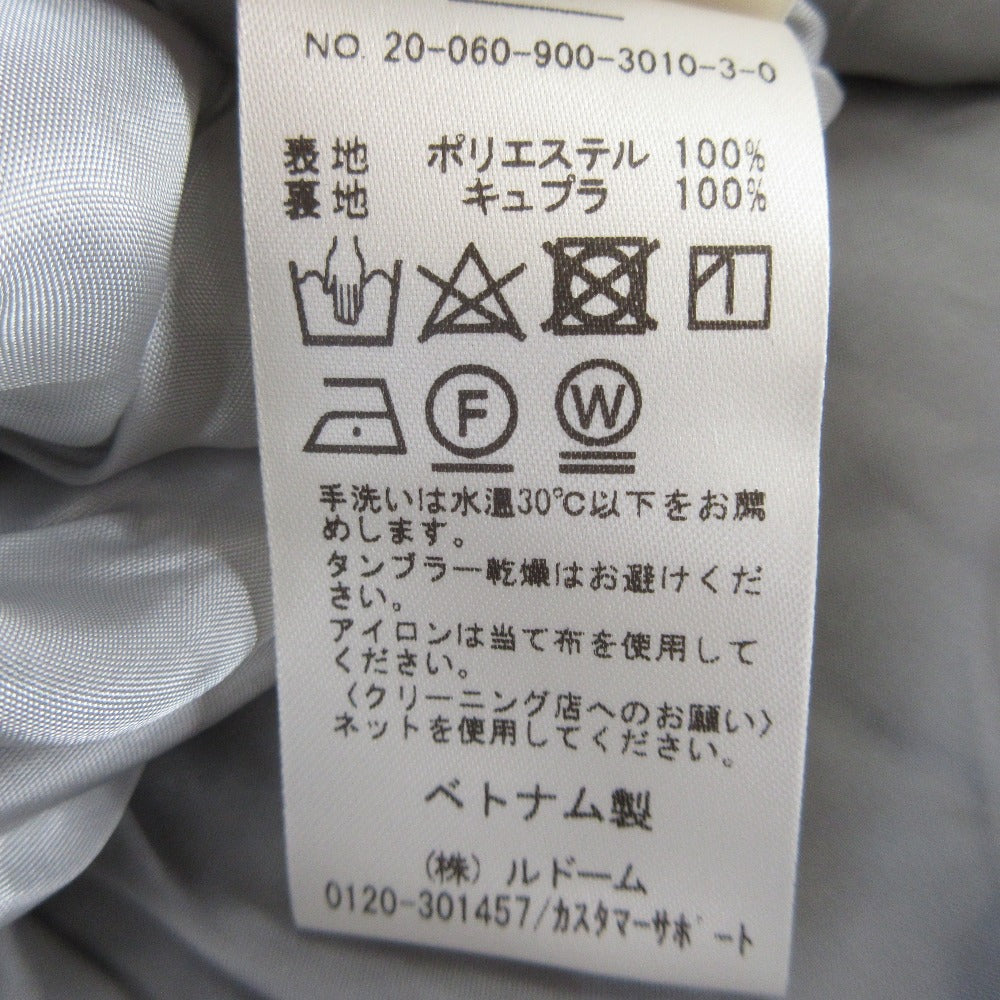 NO. 20-060-900-3010-3-0
表地 ポリエステル 100%
裏地 キュプラ 100%
F W
手洗いは水温30℃以下をお薦
めします。
タンブラー乾燥はお避けくだ
さい。
アイロンは当て布を使用して
ください。
〈クリーニング店へのお願い〉
ネットを使用してください。
ベトナム製
(株) ルドーム
0120-301457/カスタマーサポート